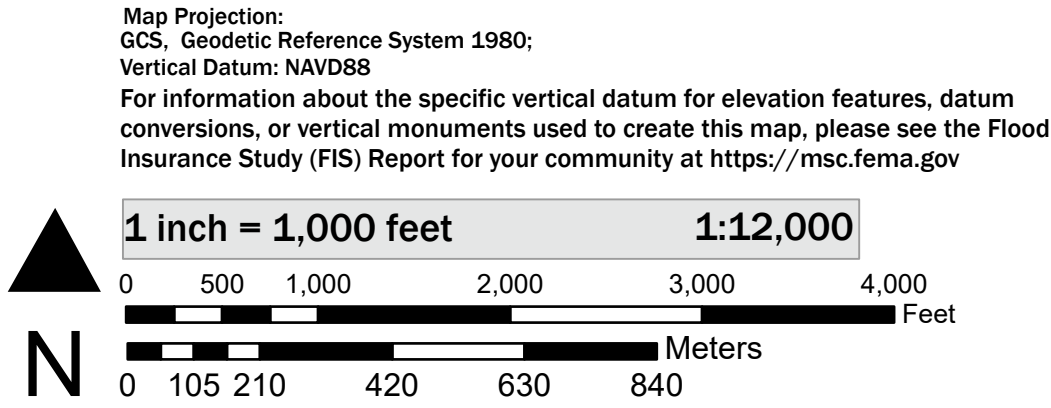 Map Projection:
GCS, Geodetic Reference System 1980;
Vertical Datum: NAVD88
For information about the specific vertical datum for elevation features, datum
conversions, or vertical monuments used to create this map, please see the Flood
Insurance Study (FIS) Report for your community at https://msc.fema.gov
1 inch = 1,000 feet 1:12,000
0 500 1,000 2,000 3,000 4,000
Feet
Meters
0 105 210 420 630 840
N